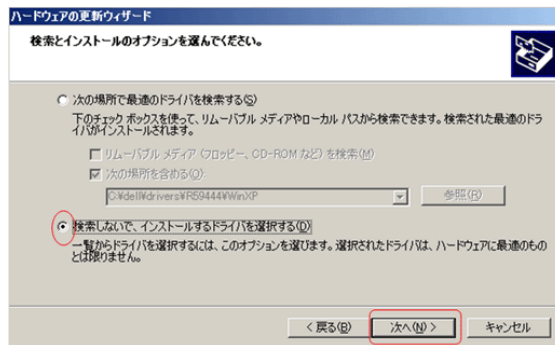 ハードウェアの更新ウィザード
検索とインストールのオプションを選んでください。
次の場所で最適のドライバを検索する(S)
下のチェック ボックスを使って、リムーバブル メディアやローカル パスから検索できます。検索された最適のドラ
イバがインストールされます。
リムーバブル メディア (フロッピー、CD-ROM など) を検索(M)
次の場所を含める(O):
C:¥dell¥drivers¥R59444¥WinXP
参照(R)
検索しないで、インストールするドライバを選択する(D)
一覧からドライバを選択するには、このオプションを選びます。選択されたドライバは、ハードウェアに最適のもの
とは限りません。
< 戻る(B)
次へ(N) >
キャンセル